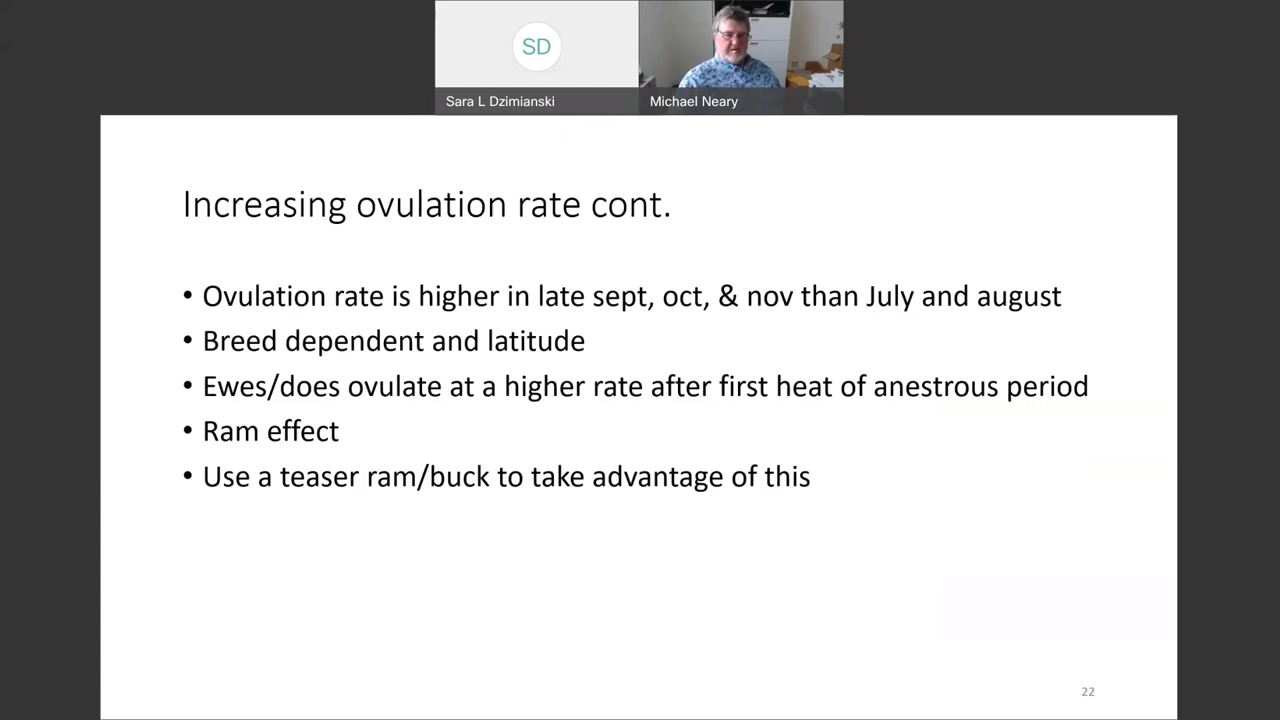 SD
Sara L Dzimianski
Michael Neary
Increasing ovulation rate cont.
• Ovulation rate is higher in late sept, oct, & nov than July and august
• Breed dependent and latitude
• Ewes/does ovulate at a higher rate after first heat of anestrous period
• Ram effect
• Use a teaser ram/buck to take advantage of this
22